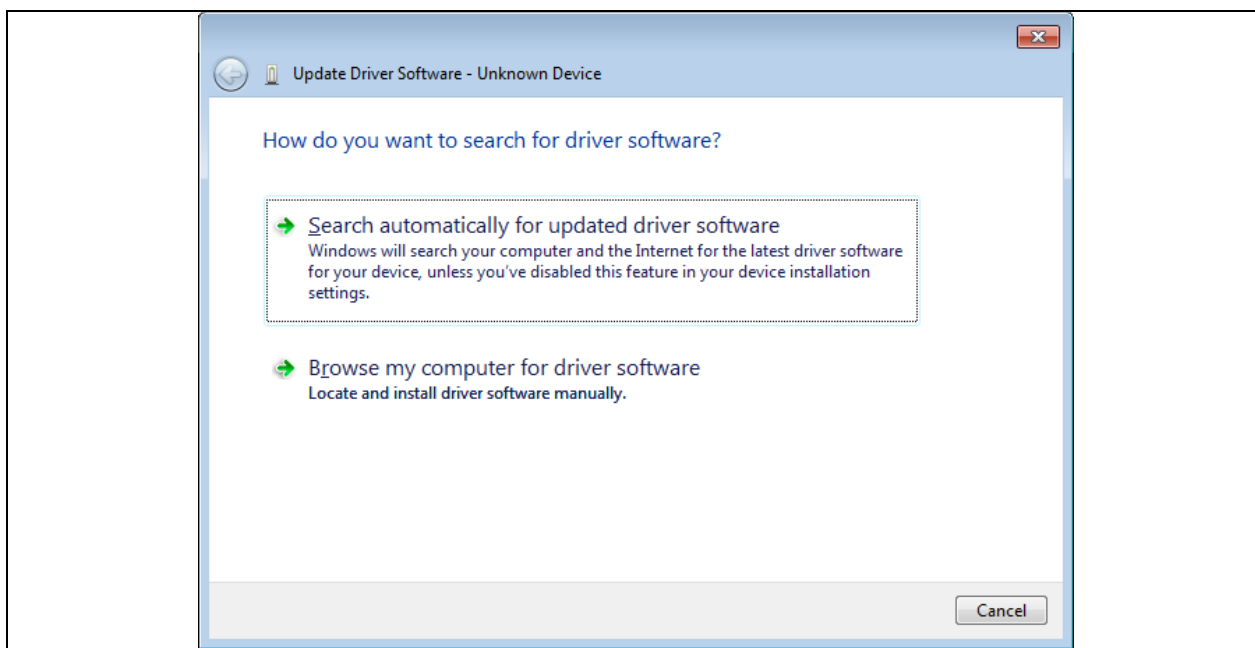 Update Driver Software - Unknown Device
How do you want to search for driver software?
Search automatically for updated driver software
Windows will search your computer and the Internet for the latest driver software
for your device, unless you've disabled this feature in your device installation
settings.
Browse my computer for driver software
Locate and install driver software manually.
Cancel